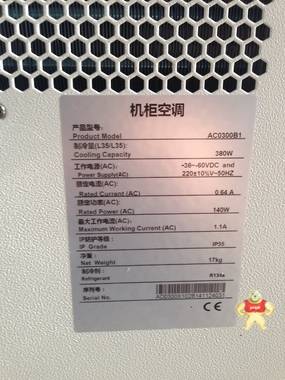 机柜空调
产品型号:
Product Model AC0300B1
制冷量(L35/L35)
Cooling Capacity 380W
工作电源(AC) -36~-60VDC and
Power Supply(AC) 220±10%V~50HZ
额定电流(AC)
Rated Current (AC) 0.64 A
额定功率(AC)
Rated Power (AC) 140W
最大工作电流(AC)
Maximum Working Current (AC) 1.1A
IP防护等级:
IP Grade IP35
净重:
Net Weight 17kg
制冷剂:
Refrigerant R134a
序列号:
Serial No.
CE